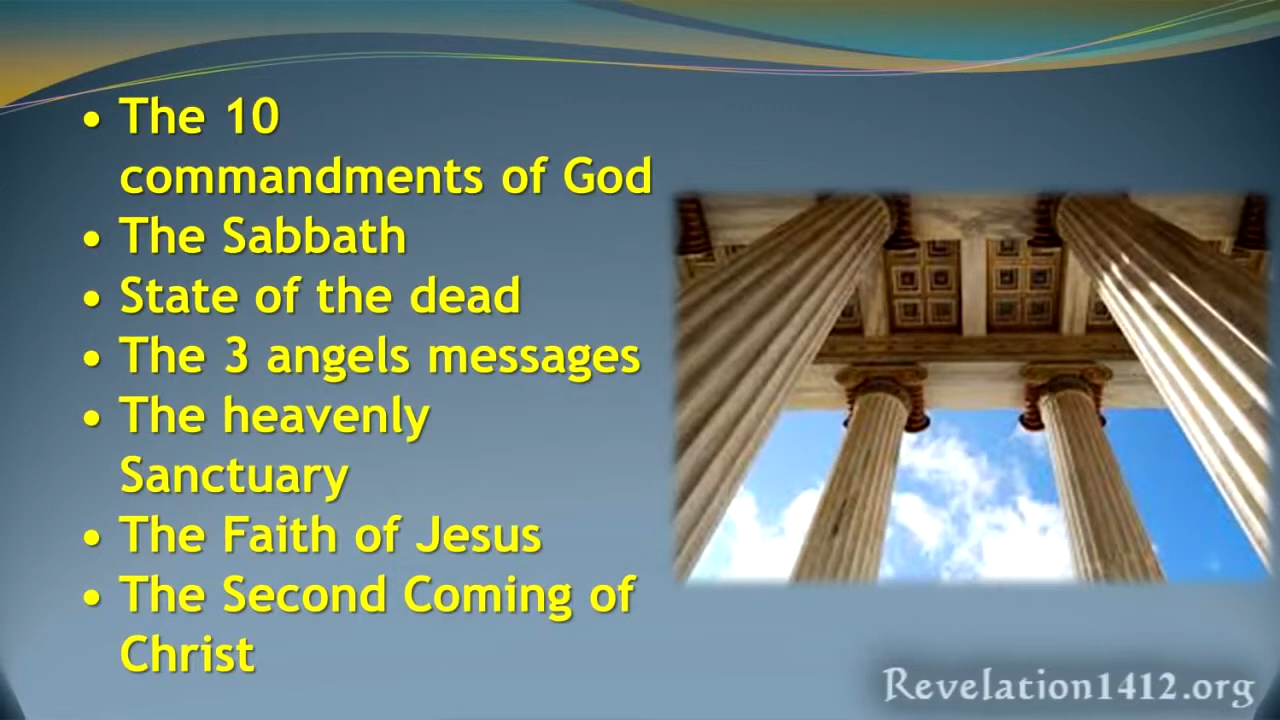 • The 10
commandments of God
• The Sabbath
• State of the dead
• The 3 angels messages
• The heavenly
Sanctuary
• The Faith of Jesus
• The Second Coming of
Christ
Revelation1412.org